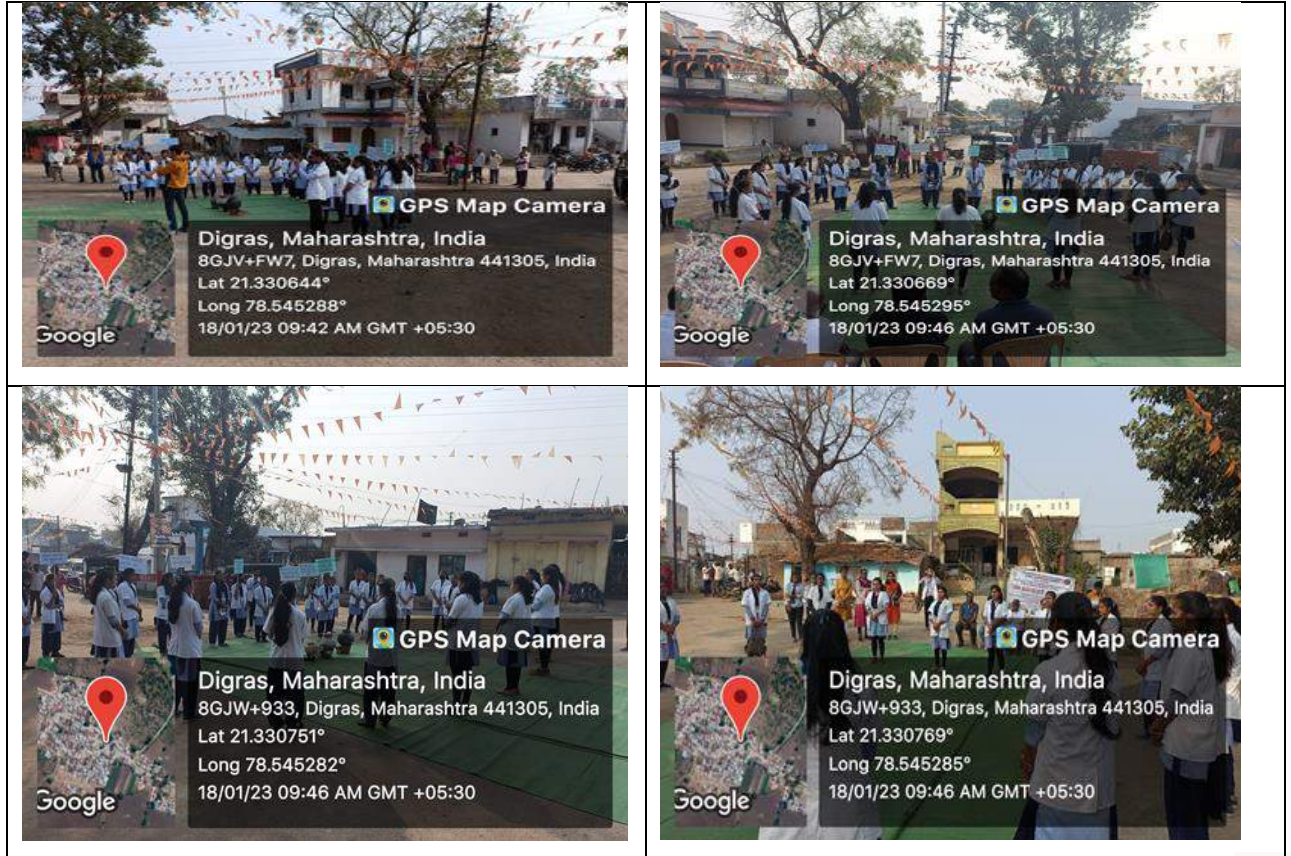 GPS Map Camera
Digras, Maharashtra, India
8GJV+FW7, Digras, Maharashtra 441305, India
Lat 21.330644°
Long 78.545288°
18/01/23 09:42 AM GMT +05:30
Google
GPS Map Camera
Digras, Maharashtra, India
8GJV+FW7, Digras, Maharashtra 441305, India
Lat 21.330669°
Long 78.545295°
18/01/23 09:46 AM GMT +05:30
Google
GPS Map Camera
Digras, Maharashtra, India
8GJW+933, Digras, Maharashtra 441305, India
Lat 21.330751°
Long 78.545282°
18/01/23 09:46 AM GMT +05:30
Google
GPS Map Camera
Digras, Maharashtra, India
8GJW+933, Digras, Maharashtra 441305, India
Lat 21.330769°
Long 78.545285°
18/01/23 09:46 AM GMT +05:30
Google